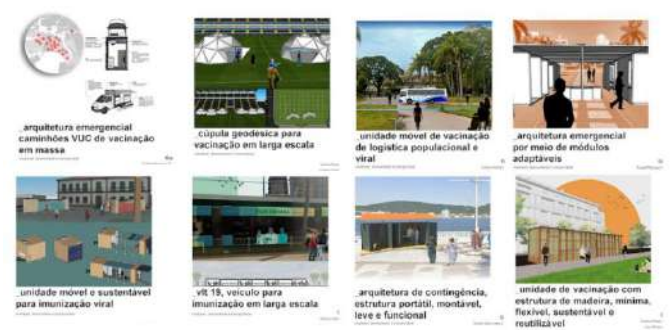 _arquitetura emergencial
caminhões VUC de vacinação
em massa
_cúpula geodésica para
vacinação em larga escala
_unidade móvel de vacinação
de logística populacional e
viral
_arquitetura emergencial
por meio de módulos
adaptáveis
_unidade móvel e sustentável
para imunização viral
_vlt 19, veículo para
imunização em larga escala
_arquitetura de contingência,
estrutura portátil, montável,
leve e funcional
_unidade de vacinação com
estrutura de madeira, mínima,
flexível, sustentável e
reutilizável